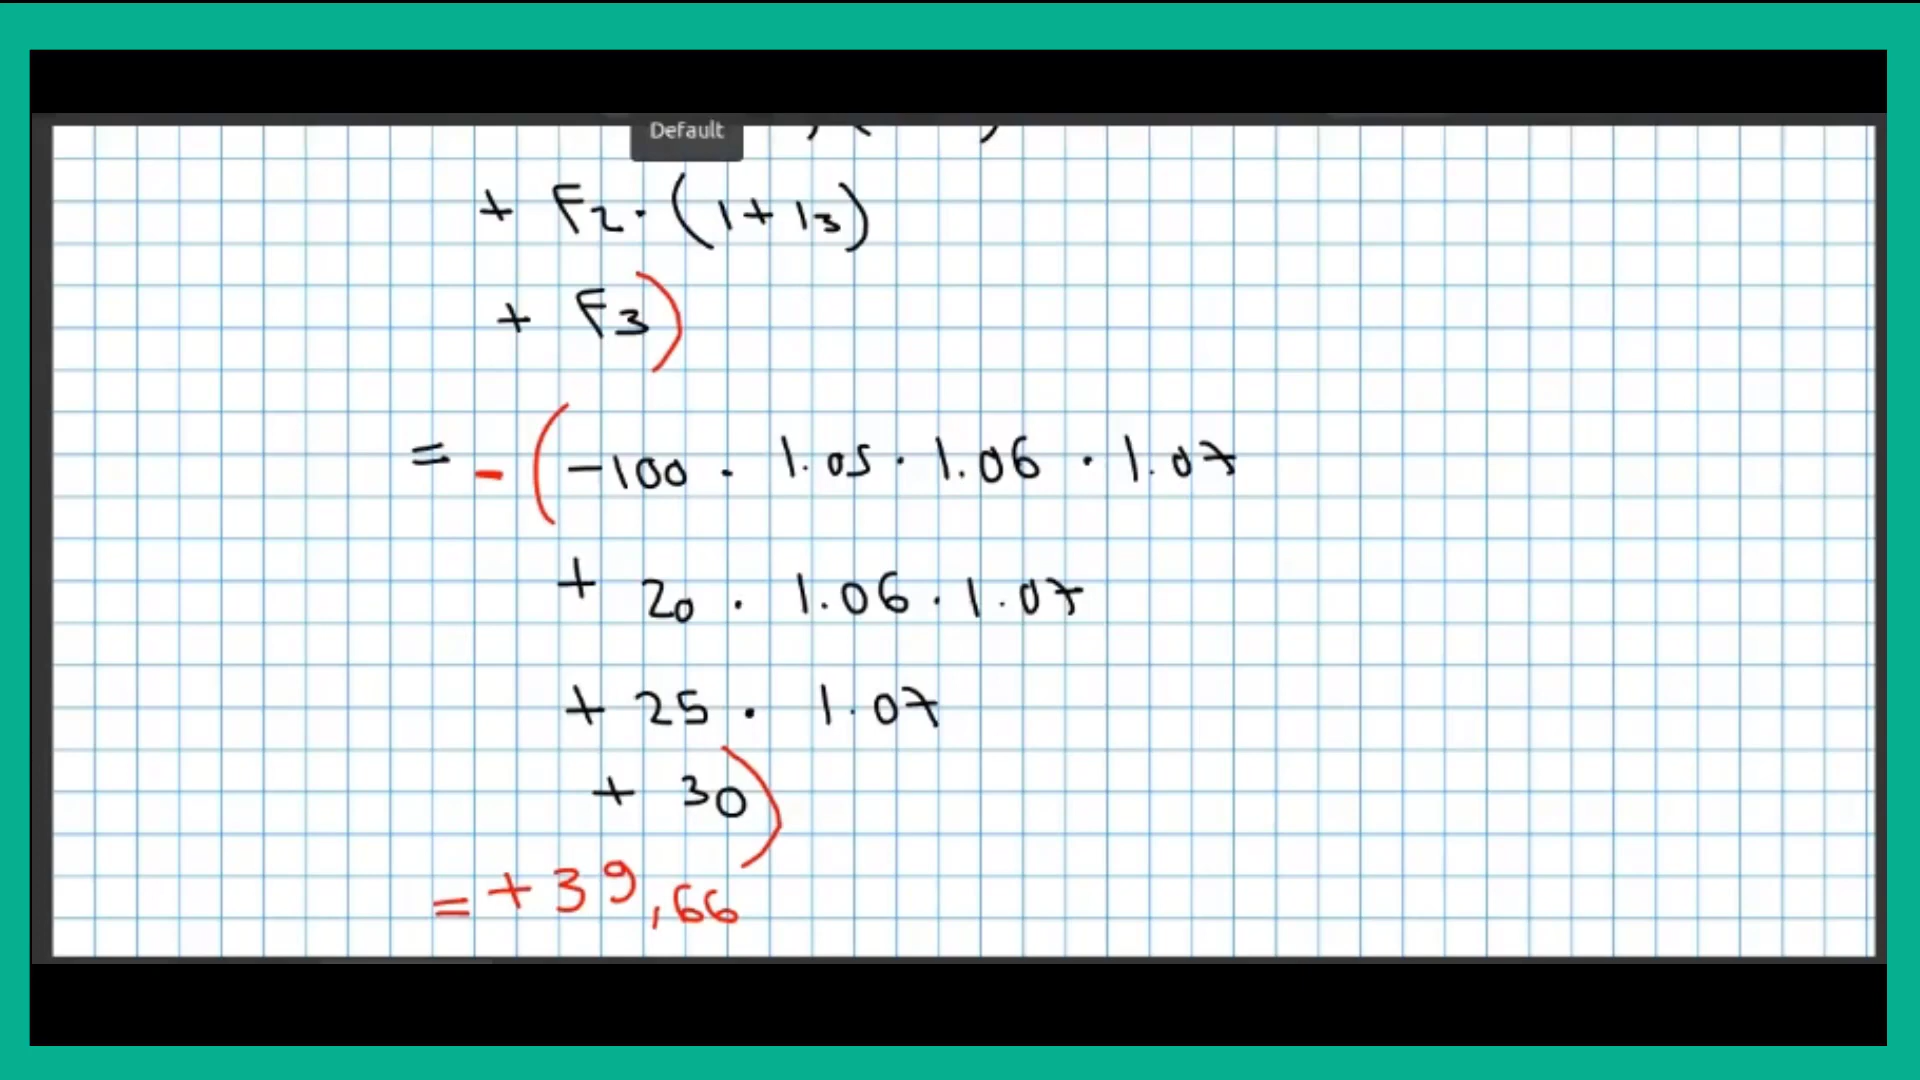 Default
+ F2 · (1 + i3)
+ F3)
= - (-100 · 1.05 · 1.06 · 1.07
+ 20 · 1.06 · 1.07
+ 25 · 1.07
+ 30)
= +39,66